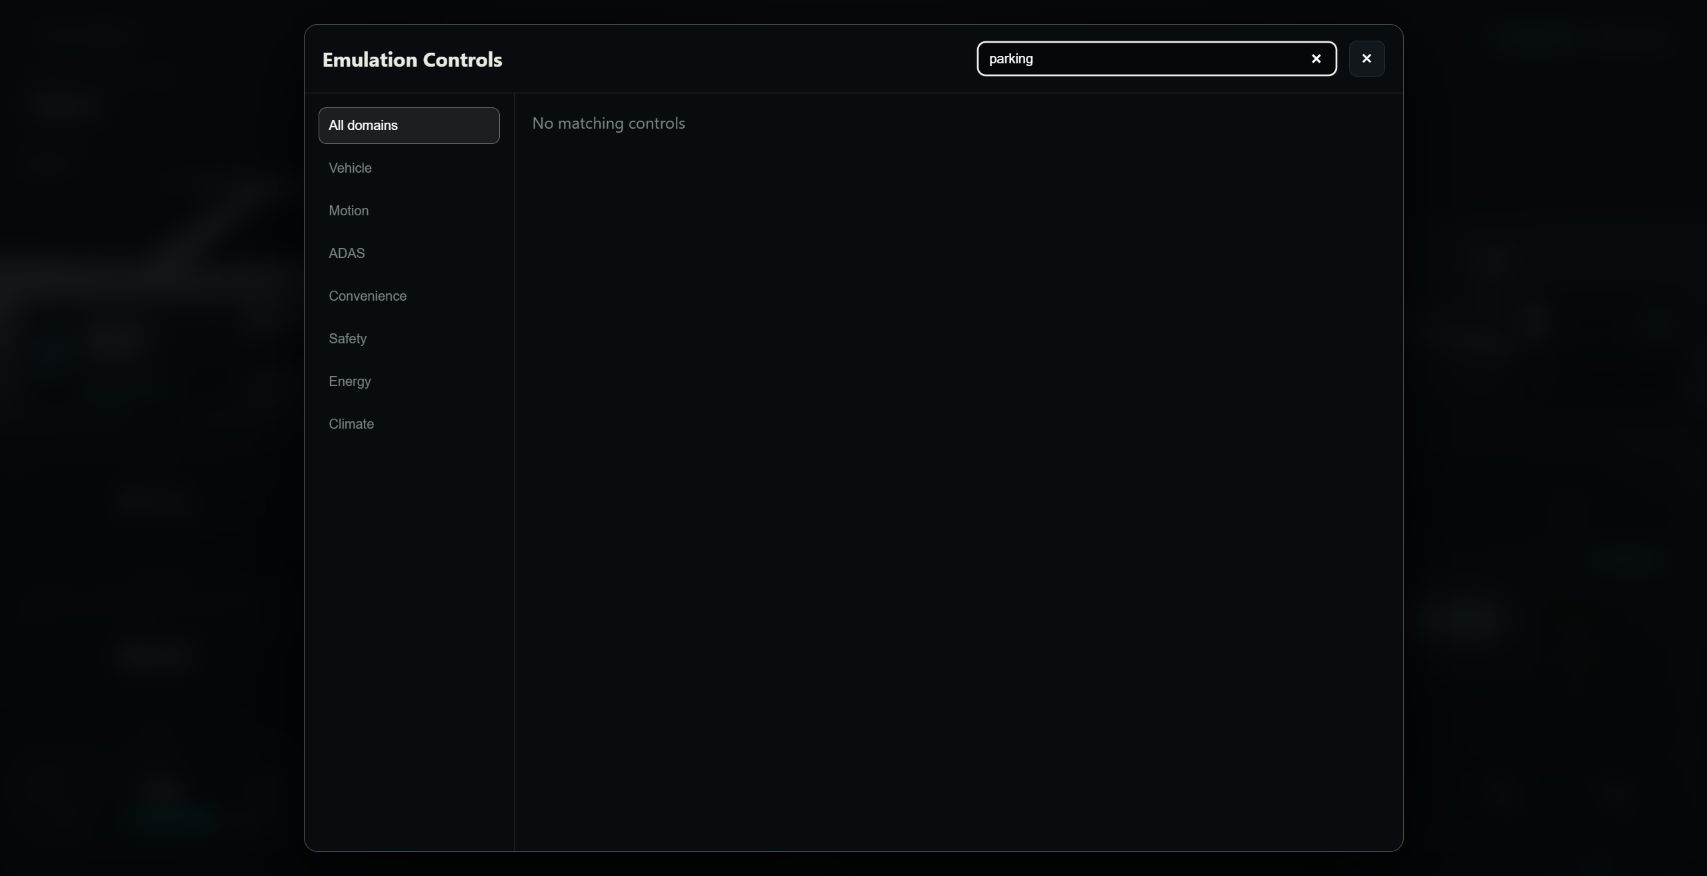 Emulation Controls
parking
All domains
No matching controls
Vehicle
Motion
ADAS
Convenience
Safety
Energy
Climate